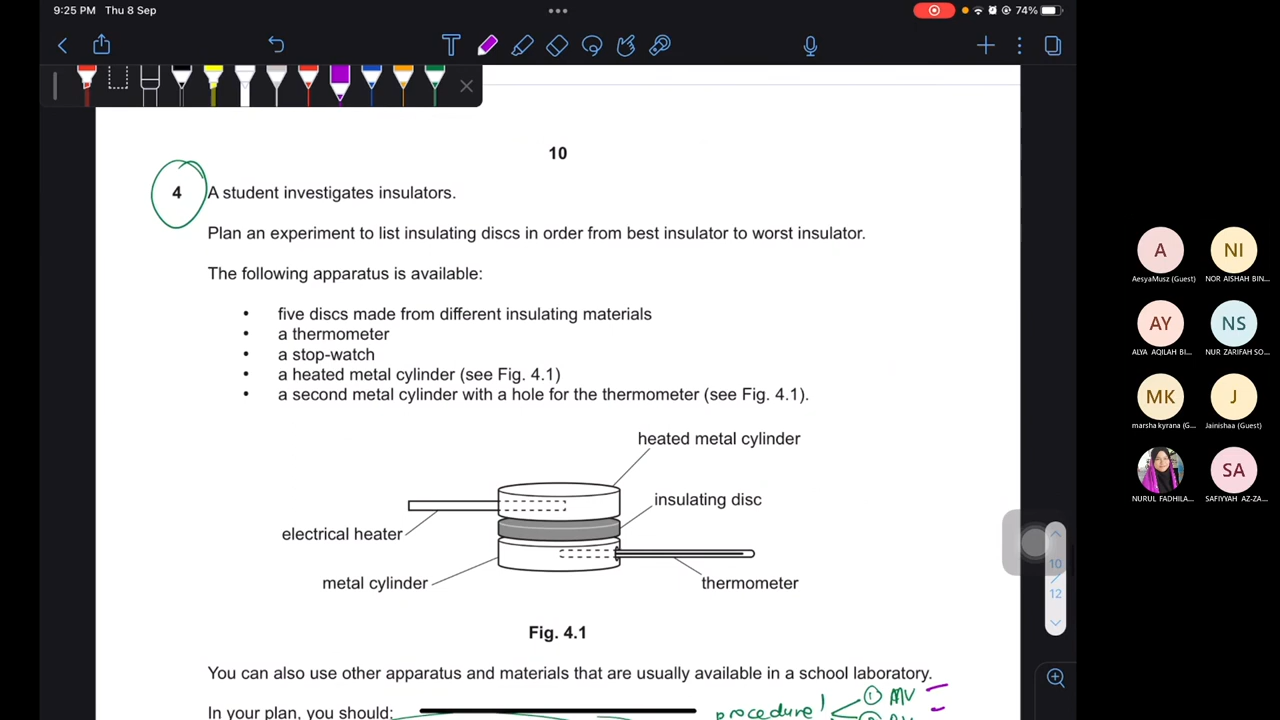 9:25 PM Thu 8 Sep
74%
10
4 A student investigates insulators.
Plan an experiment to list insulating discs in order from best insulator to worst insulator.
The following apparatus is available:
• five discs made from different insulating materials
• a thermometer
• a stop-watch
• a heated metal cylinder (see Fig. 4.1)
• a second metal cylinder with a hole for the thermometer (see Fig. 4.1).
heated metal cylinder
insulating disc
electrical heater
metal cylinder
thermometer
Fig. 4.1
You can also use other apparatus and materials that are usually available in a school laboratory.
In your plan, you should:
procedure
① MV
10
12
A
AesyaMusz (Guest)
NI
NOR AISHAH BIN...
AY
ALYA AQILAH BI...
NS
NUR ZARIFAH SO...
MK
marsha kyrana (G...
J
Jainishaa (Guest)
NURUL FADHILA...
SA
SAFIYYAH AZ-ZA...